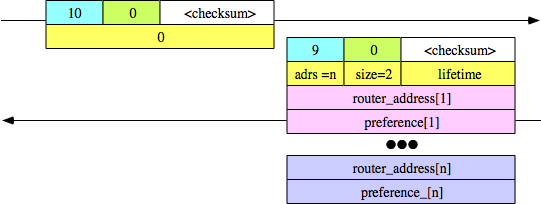 10 0 <checksum>
0
9 0 <checksum>
adrs =n size=2 lifetime
router_address[1]
preference[1]
●●●
router_address[n]
preference_[n]